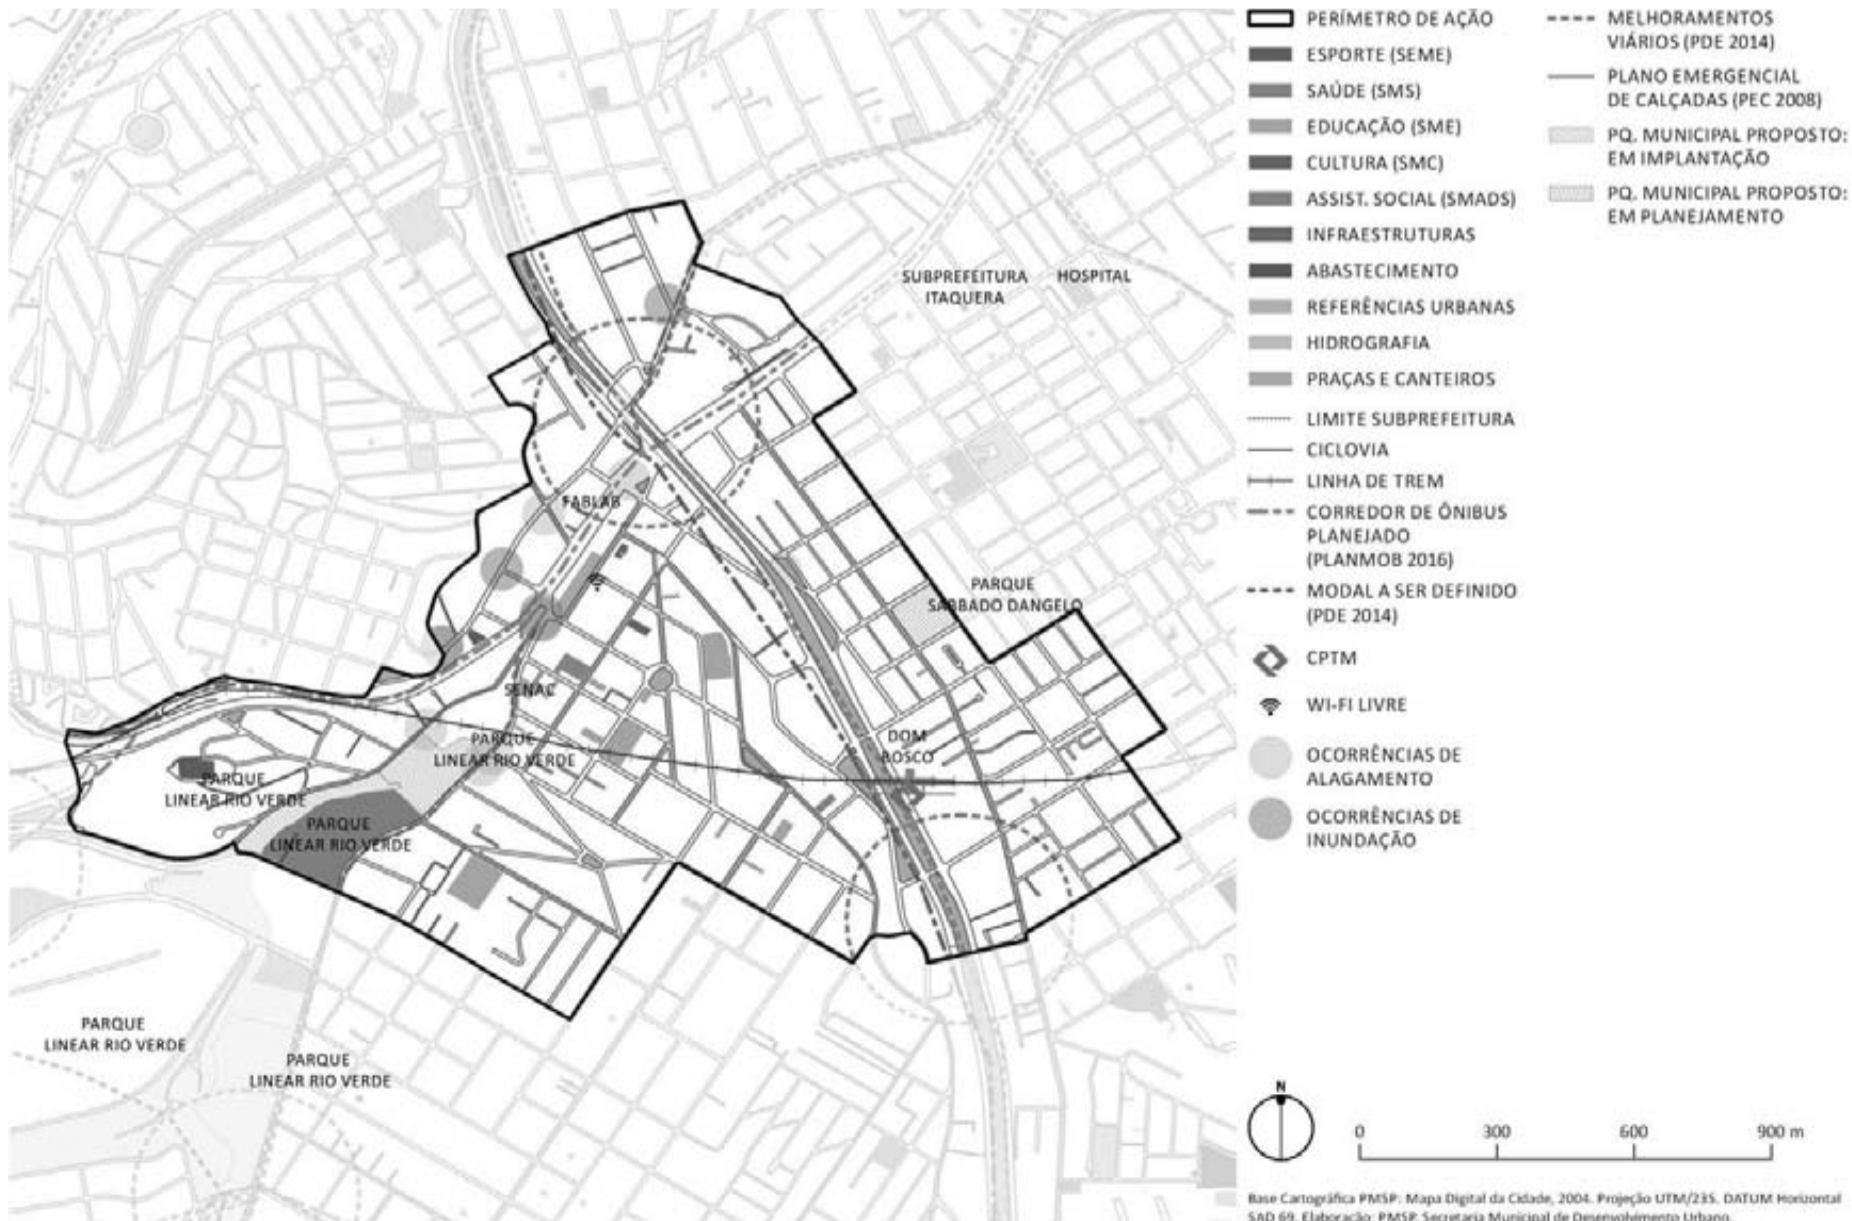 SUBPREFEITURA
ITAQUERA
HOSPITAL
FABLAB
PARQUE
SABBADO DANGELO
SENAC
PARQUE
LINEAR RIO VERDE
DOM
BOSCO
PARQUE
LINEAR RIO VERDE
PARQUE
LINEAR RIO VERDE
PARQUE
LINEAR RIO VERDE
PARQUE
LINEAR RIO VERDE
PERÍMETRO DE AÇÃO
ESPORTE (SEME)
SAÚDE (SMS)
EDUCAÇÃO (SME)
CULTURA (SMC)
ASSIST. SOCIAL (SMADS)
INFRAESTRUTURAS
ABASTECIMENTO
REFERÊNCIAS URBANAS
HIDROGRAFIA
PRAÇAS E CANTEIROS
LIMITE SUBPREFEITURA
CICLOVIA
LINHA DE TREM
CORREDOR DE ÔNIBUS
PLANEJADO
(PLANMOB 2016)
MODAL A SER DEFINIDO
(PDE 2014)
CPTM
WI-FI LIVRE
OCORRÊNCIAS DE
ALAGAMENTO
OCORRÊNCIAS DE
INUNDAÇÃO
MELHORAMENTOS
VIÁRIOS (PDE 2014)
PLANO EMERGENCIAL
DE CALÇADAS (PEC 2008)
PQ. MUNICIPAL PROPOSTO:
EM IMPLANTAÇÃO
PQ. MUNICIPAL PROPOSTO:
EM PLANEJAMENTO
N
0 300 600 900 m
Base Cartográfica PMSP: Mapa Digital da Cidade, 2004. Projeção UTM/23S. DATUM Horizontal
SAD 69. Elaboração: PMSP. Secretaria Municipal de Desenvolvimento Urbano.